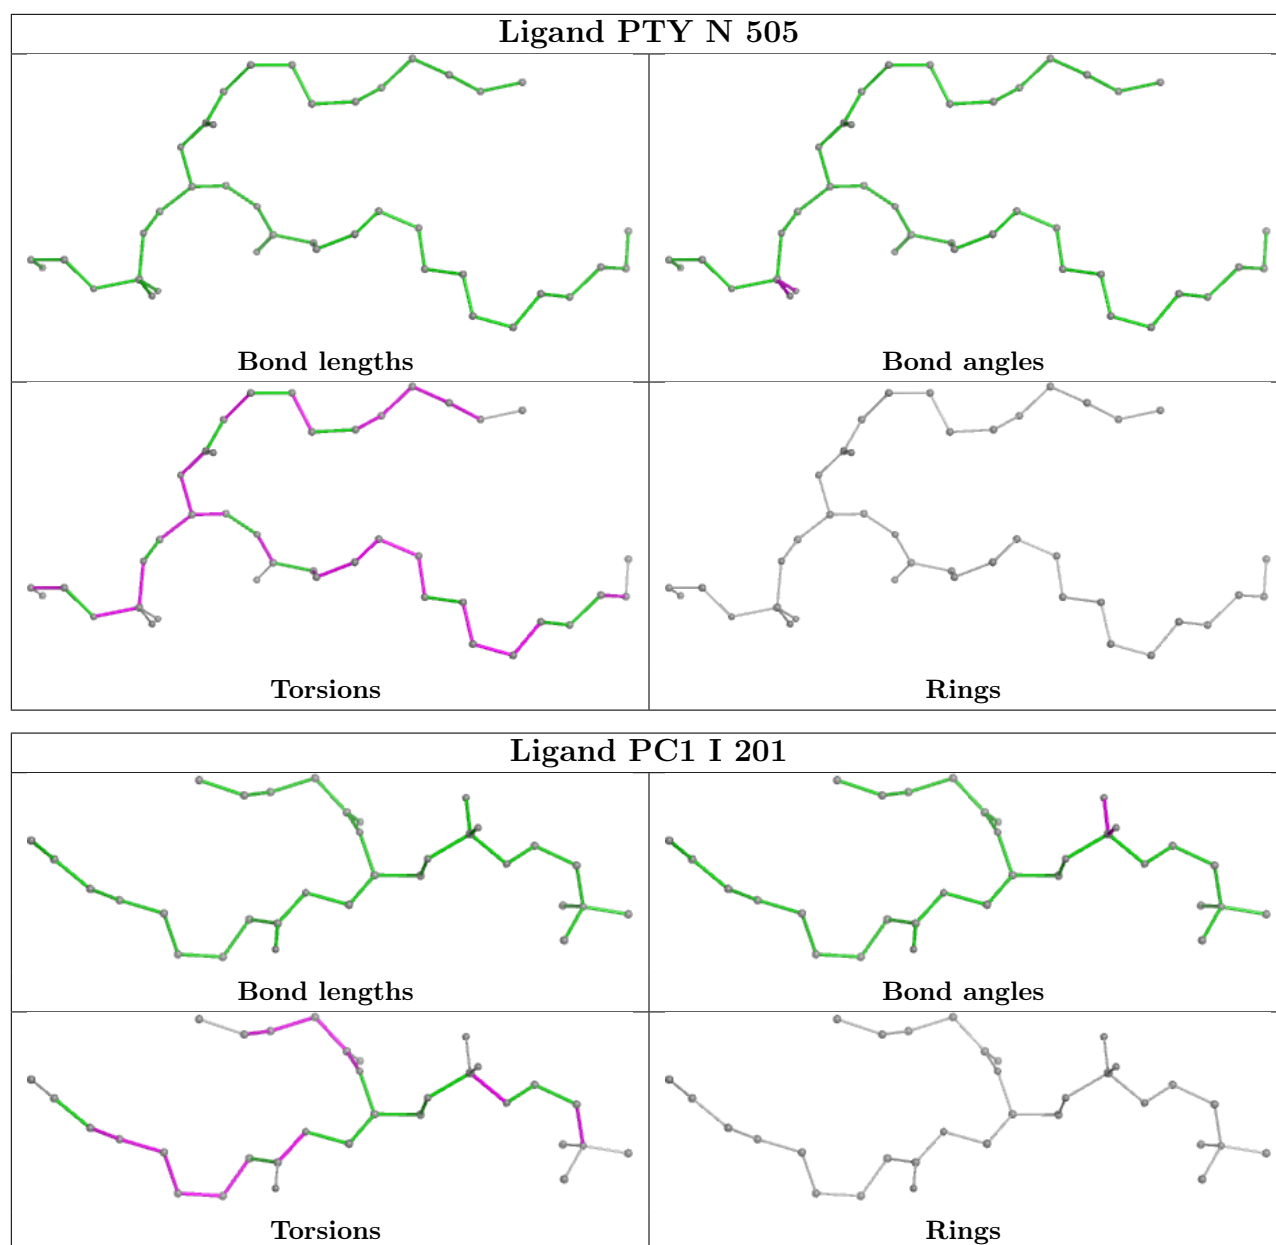 Ligand PTY N 505
Bond lengths
Bond angles
Torsions
Rings
Ligand PC1 I 201
Bond lengths
Bond angles
Torsions
Rings